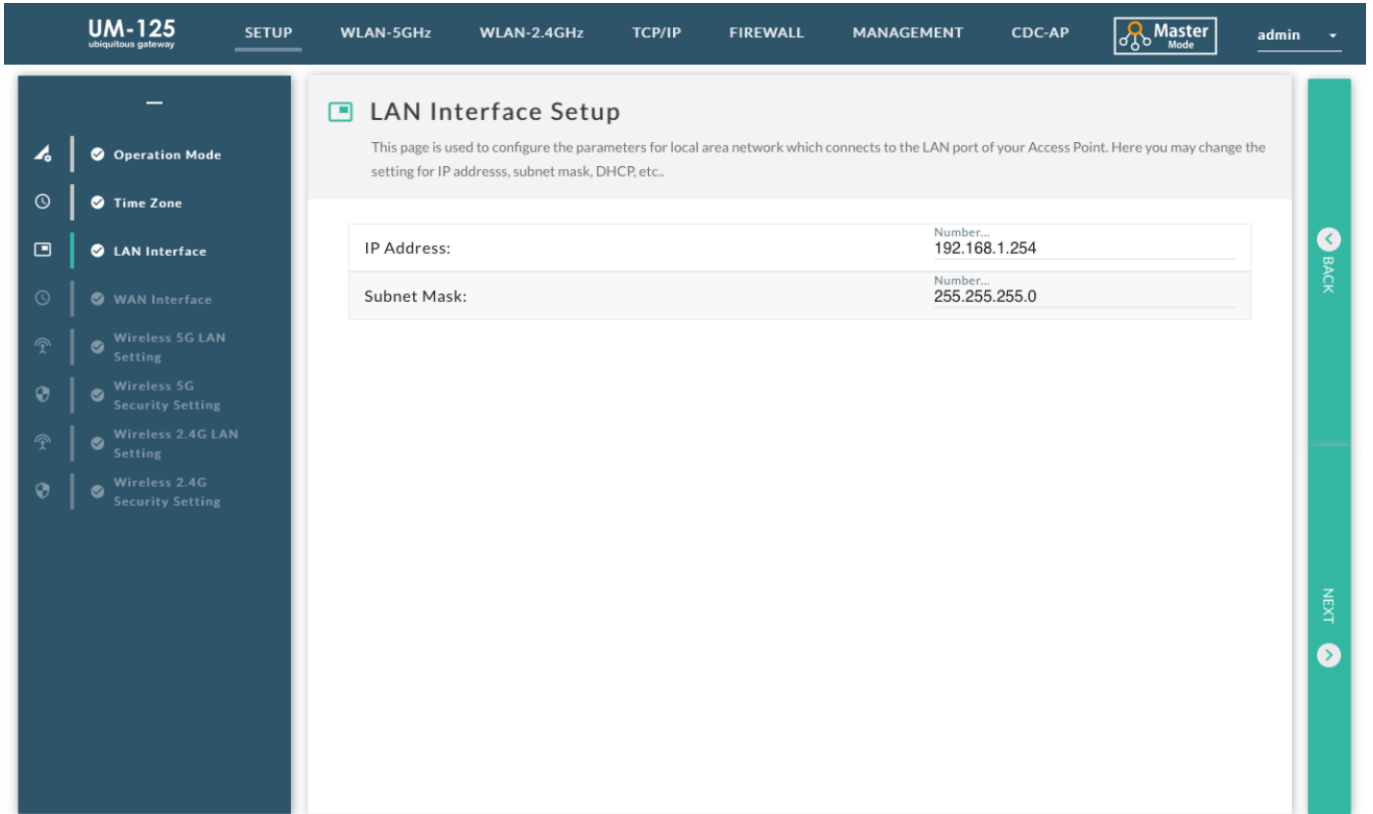 UM-125
ubiquitous gateway
SETUP
WLAN-5GHz
WLAN-2.4GHz
TCP/IP
FIREWALL
MANAGEMENT
CDC-AP
Master
Mode
admin
Operation Mode
Time Zone
LAN Interface
WAN Interface
Wireless 5G LAN
Setting
Wireless 5G
Security Setting
Wireless 2.4G LAN
Setting
Wireless 2.4G
Security Setting
LAN Interface Setup
This page is used to configure the parameters for local area network which connects to the LAN port of your Access Point. Here you may change the
setting for IP addresss, subnet mask, DHCP, etc..
IP Address:
Number...
192.168.1.254
Subnet Mask:
Number...
255.255.255.0
BACK
NEXT